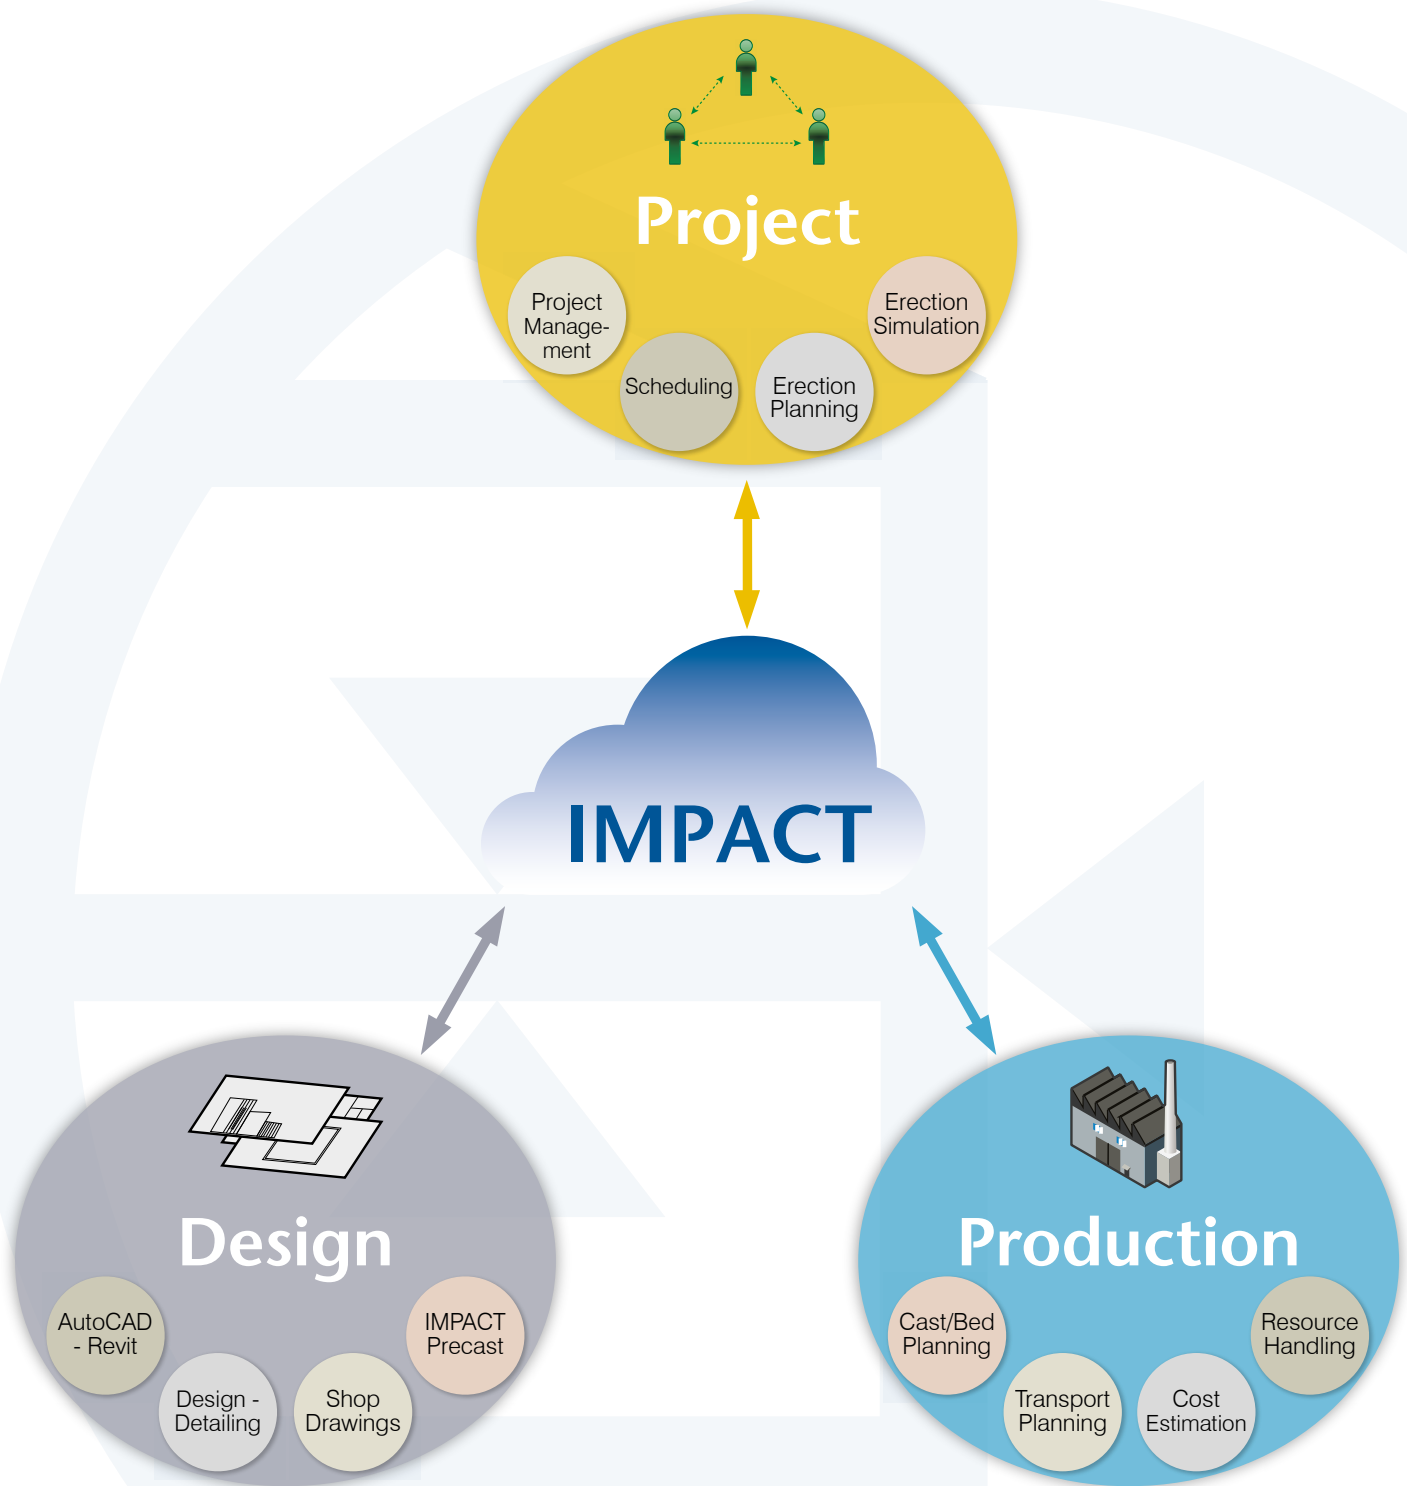 Project
Project
Manage-
ment
Scheduling
Erection
Planning
Erection
Simulation
IMPACT
Design
AutoCAD
- Revit
Design -
Detailing
Shop
Drawings
IMPACT
Precast
Production
Cast/Bed
Planning
Transport
Planning
Cost
Estimation
Resource
Handling